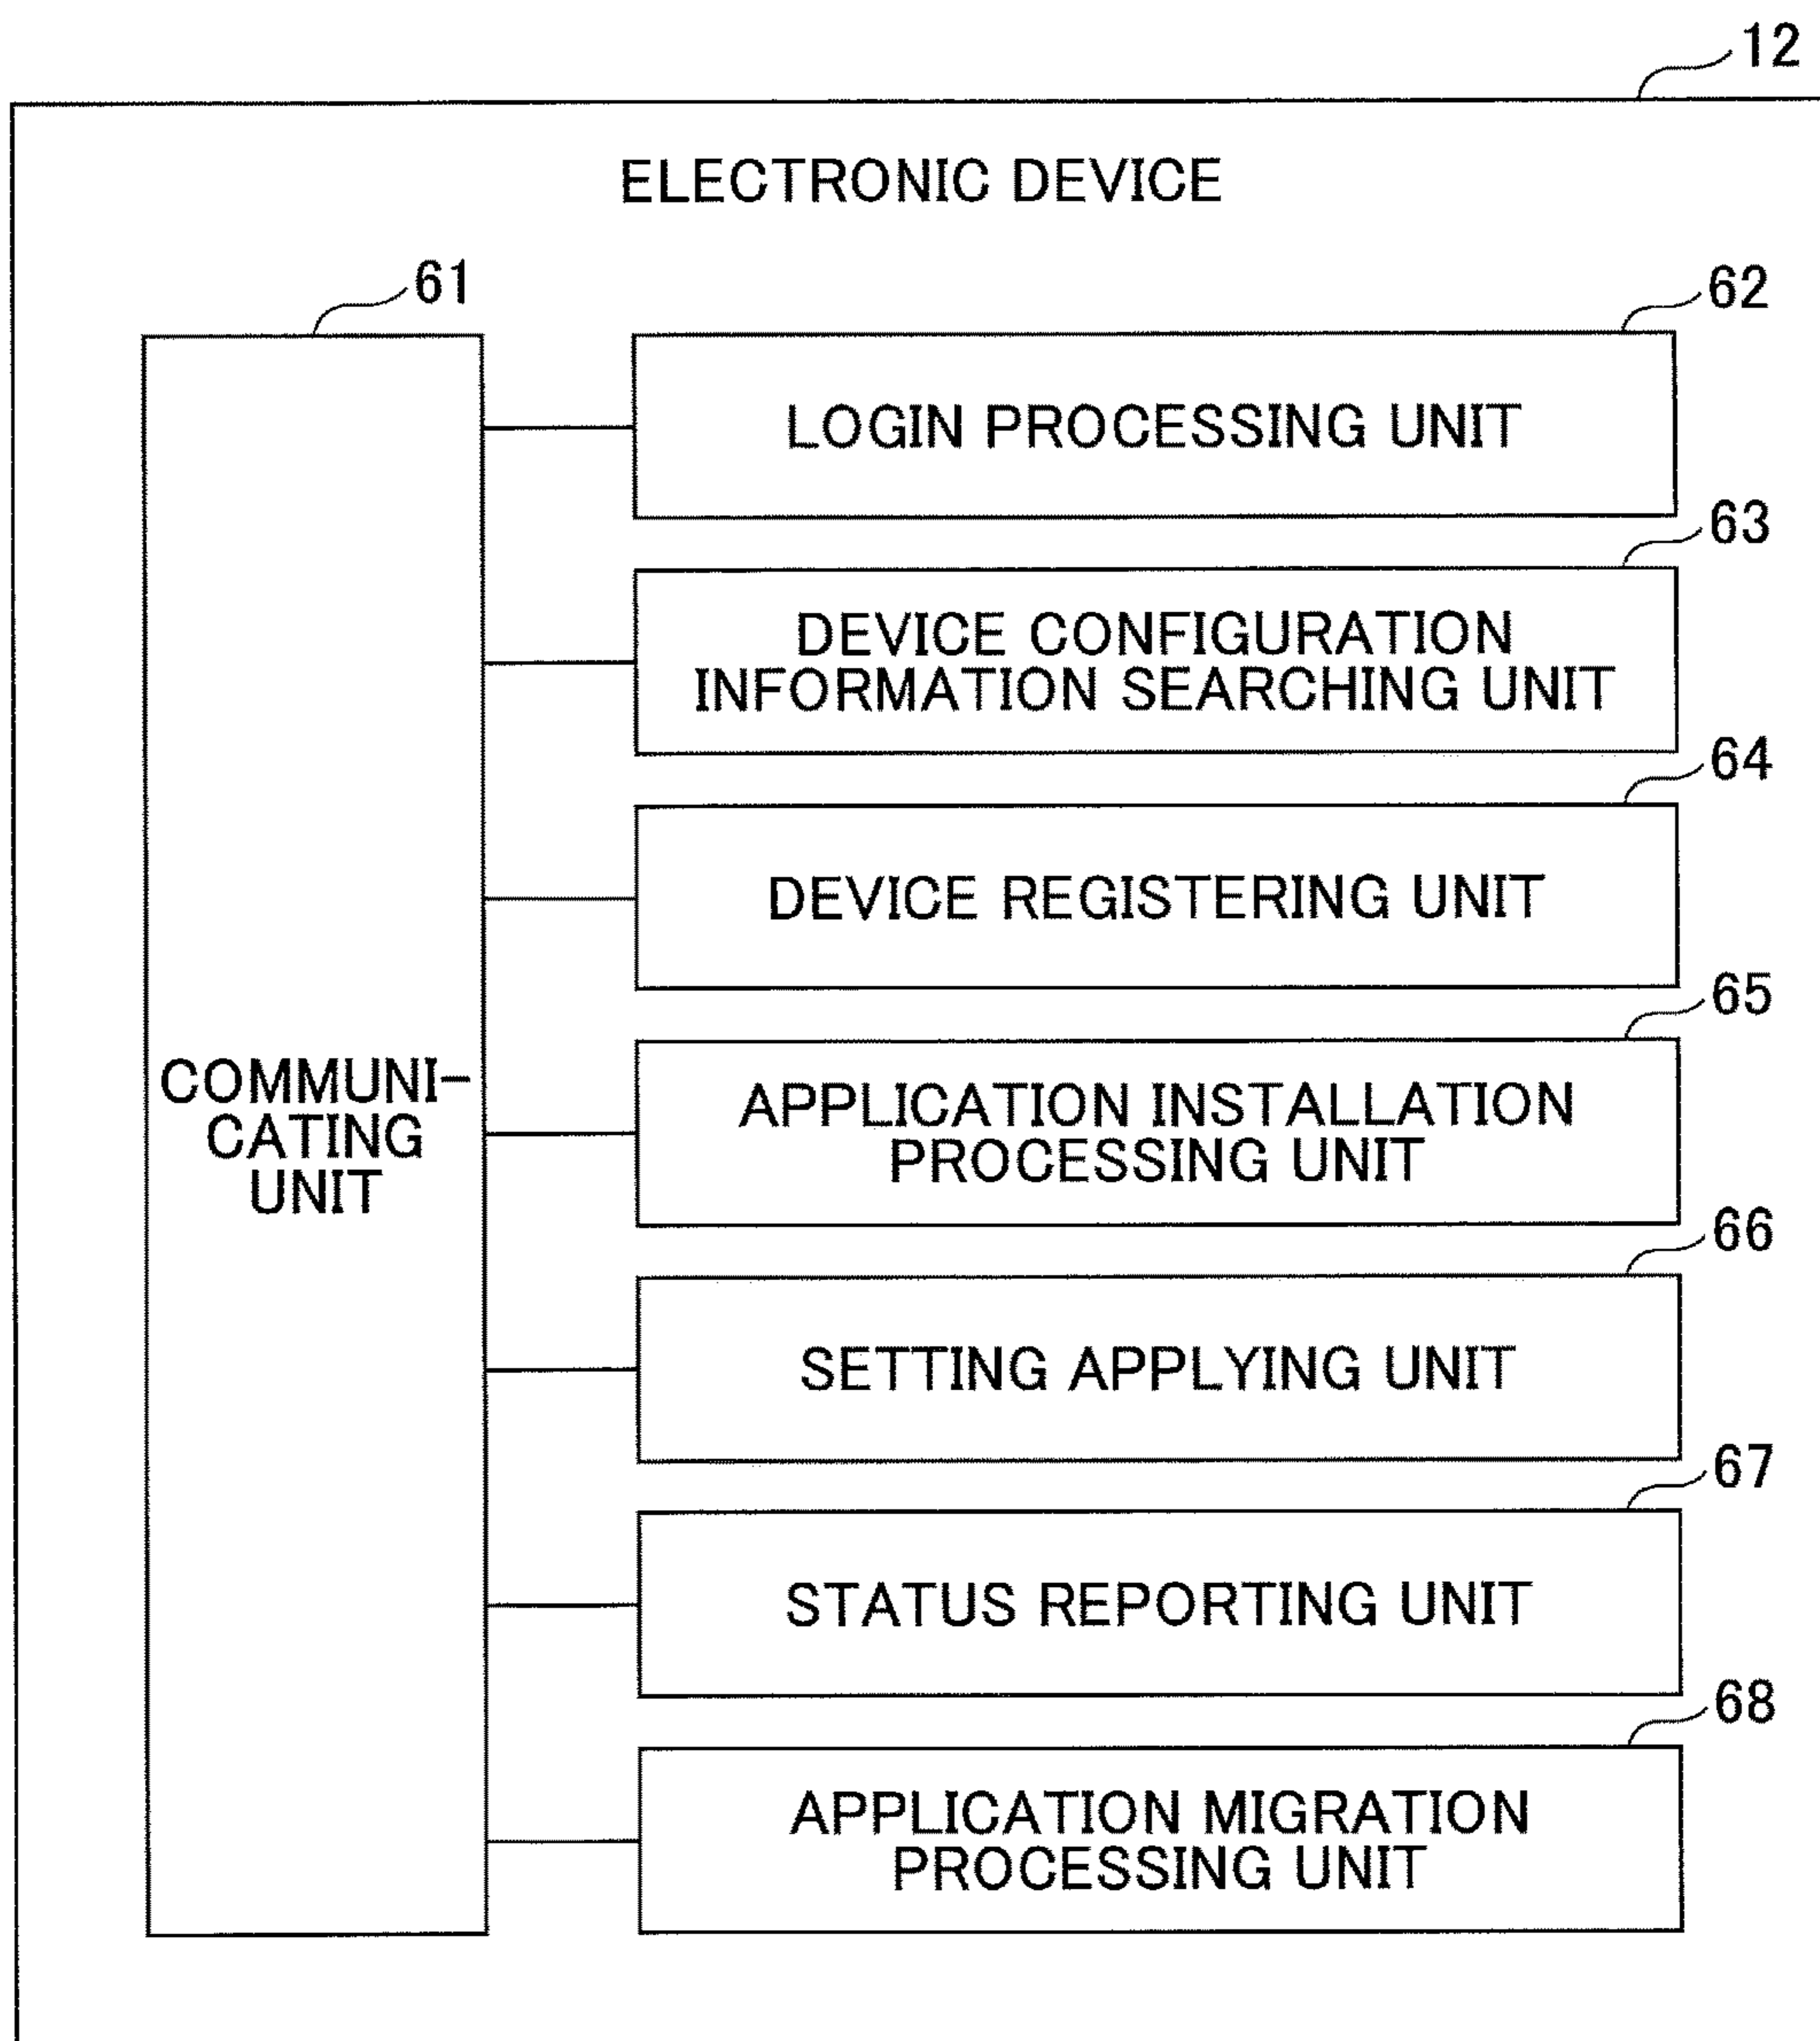 12
ELECTRONIC DEVICE
61
COMMUNI-
CATING
UNIT
62
LOGIN PROCESSING UNIT
63
DEVICE CONFIGURATION
INFORMATION SEARCHING UNIT
64
DEVICE REGISTERING UNIT
65
APPLICATION INSTALLATION
PROCESSING UNIT
66
SETTING APPLYING UNIT
67
STATUS REPORTING UNIT
68
APPLICATION MIGRATION
PROCESSING UNIT